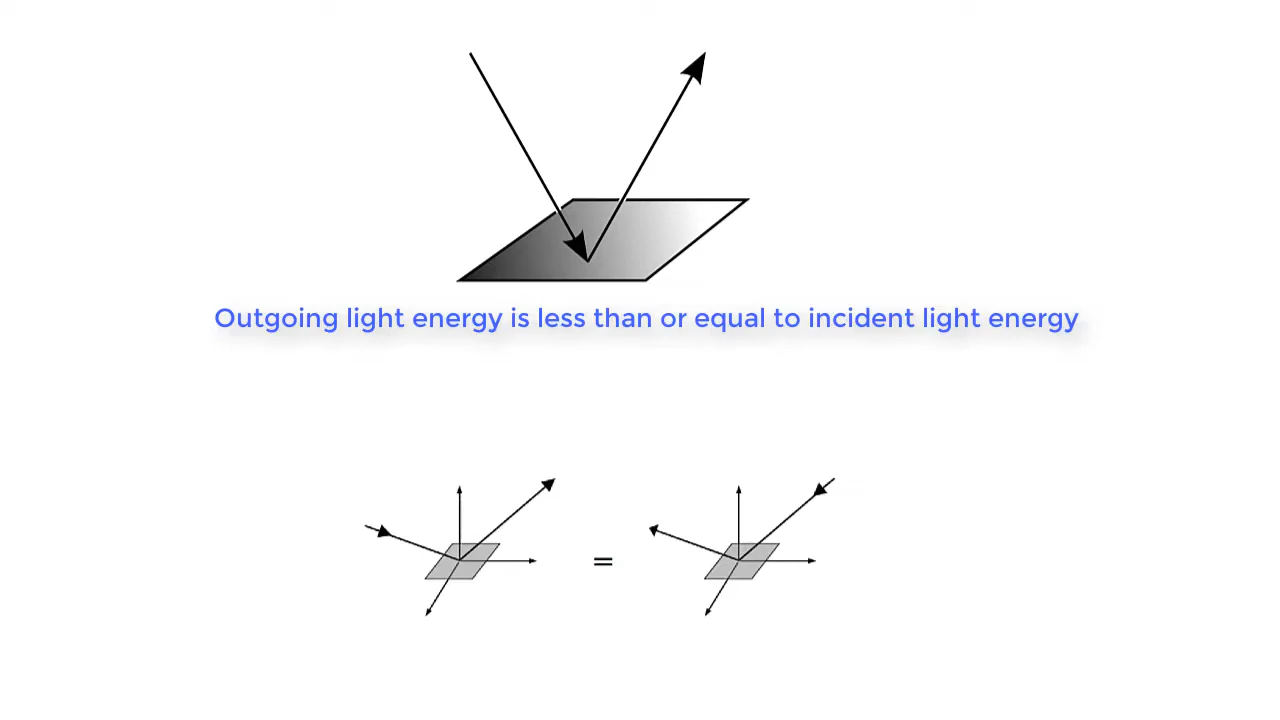 Outgoing light energy is less than or equal to incident light energy
=